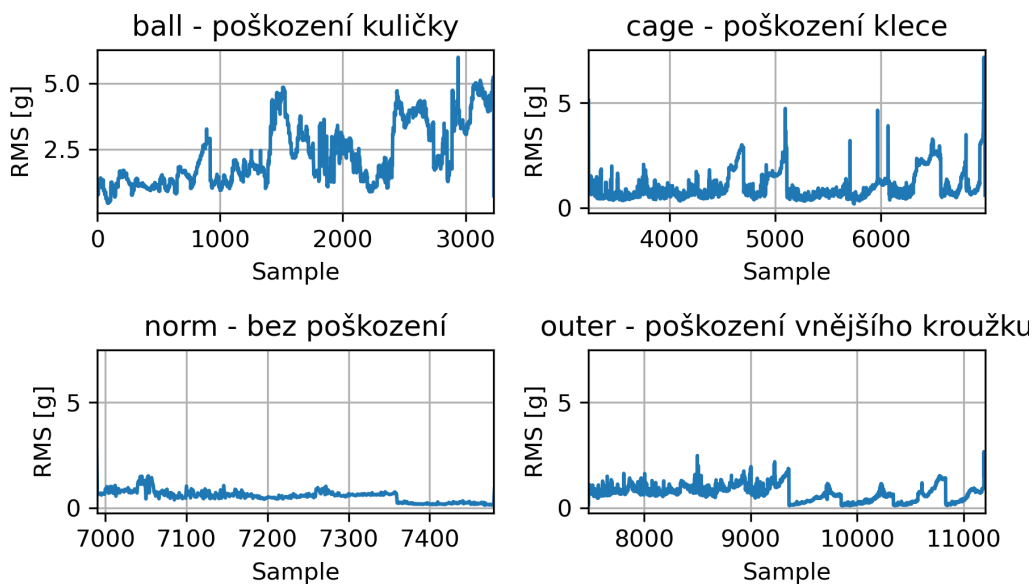 ball - poškození kuličky
RMS [g]
5.0
2.5
0 1000 2000 3000
Sample
cage - poškození klece
RMS [g]
5
0
4000 5000 6000
Sample
norm - bez poškození
RMS [g]
5
0
7000 7100 7200 7300 7400
Sample
outer - poškození vnějšího kroužku
RMS [g]
5
0
8000 9000 10000 11000
Sample